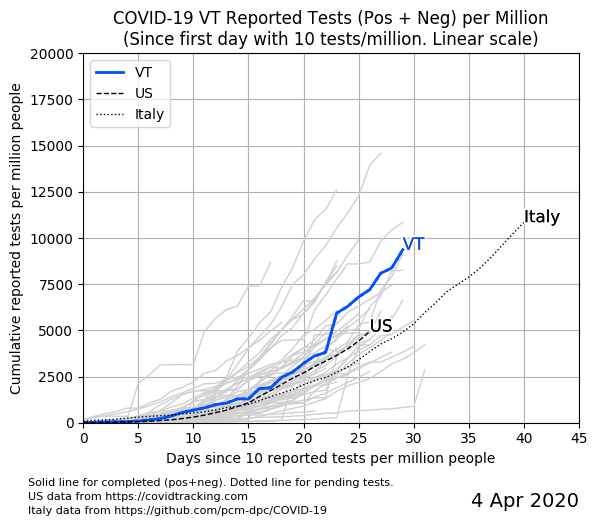 COVID-19 VT Reported Tests (Pos + Neg) per Million
(Since first day with 10 tests/million. Linear scale)
Cumulative reported tests per million people
20000
17500
15000
12500
10000
7500
5000
2500
0
VT
US
Italy
Italy
VT
US
0 5 10 15 20 25 30 35 40 45
Days since 10 reported tests per million people
Solid line for completed (pos+neg). Dotted line for pending tests.
US data from https://covidtracking.com
Italy data from https://github.com/pcm-dpc/COVID-19
4 Apr 2020